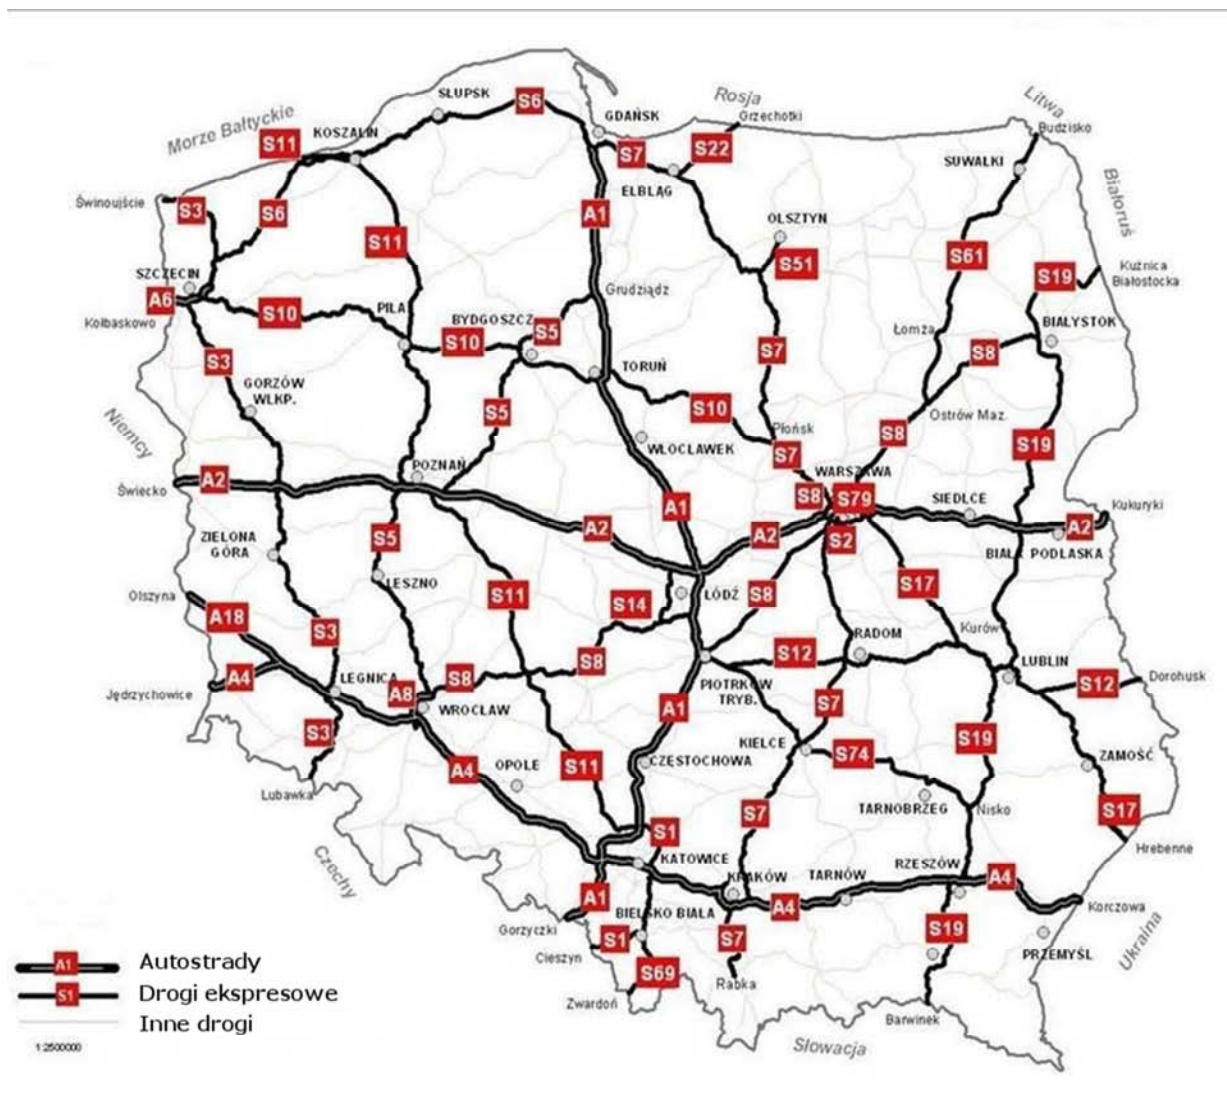 Morze Bałtyckie
Rosja
Litwa
Grzechotki
Budzisko
SŁUPSK
S6
GDAŃSK
S11
KOSZALIN
S7
S22
SUWAŁKI
ELBLĄG
Białoruś
Świnoujście
S3
S6
A1
OLSZTYN
S11
S51
S61
S19
Kuźnica
Białostocka
SZCZECIN
A6
Kołbaskowo
S10
PIŁA
Grudziądz
BYDGOSZCZ
S5
S10
Łomża
BIAŁYSTOK
S3
S7
S8
TORUŃ
GORZÓW
WLKP.
S5
S10
Ostrów Maz.
Niemcy
Płońsk
S8
S19
WŁOCLAWEK
S7
POZNAŃ
WARSZAWA
A2
Świecko
S8
S79
SIEDLCE
A1
Kukuryki
A2
A2
S2
A2
ZIELONA
GÓRA
S5
BIAŁA PODLASKA
LESZNO
S17
Olszyna
S11
S14
ŁÓDŹ
S8
A18
S3
RADOM
Kurów
S8
S12
LUBLIN
A4
LEGNICA
S8
Jędrzychowice
A8
PIOTRKÓW
TRYB.
S12
Dorohusk
WROCŁAW
A1
S7
S3
KIELCE
S19
S74
ZAMOŚĆ
A4
OPOLE
S11
CZĘSTOCHOWA
Lubawka
TARNOBRZEG
Nisko
S17
S7
S1
Hrebenne
Czechy
KATOWICE
KRAKÓW
TARNÓW
RZESZÓW
A4
A1
A4
Korczowa
BIELSKO BIALA
Gorzyczki
S1
S7
S19
Ukraina
Cieszyn
PRZEMYŚL
S69
Rabka
Zwardoń
Barwinek
Słowacja
A1 Autostrady
S1 Drogi ekspresowe
Inne drogi
1:2500000